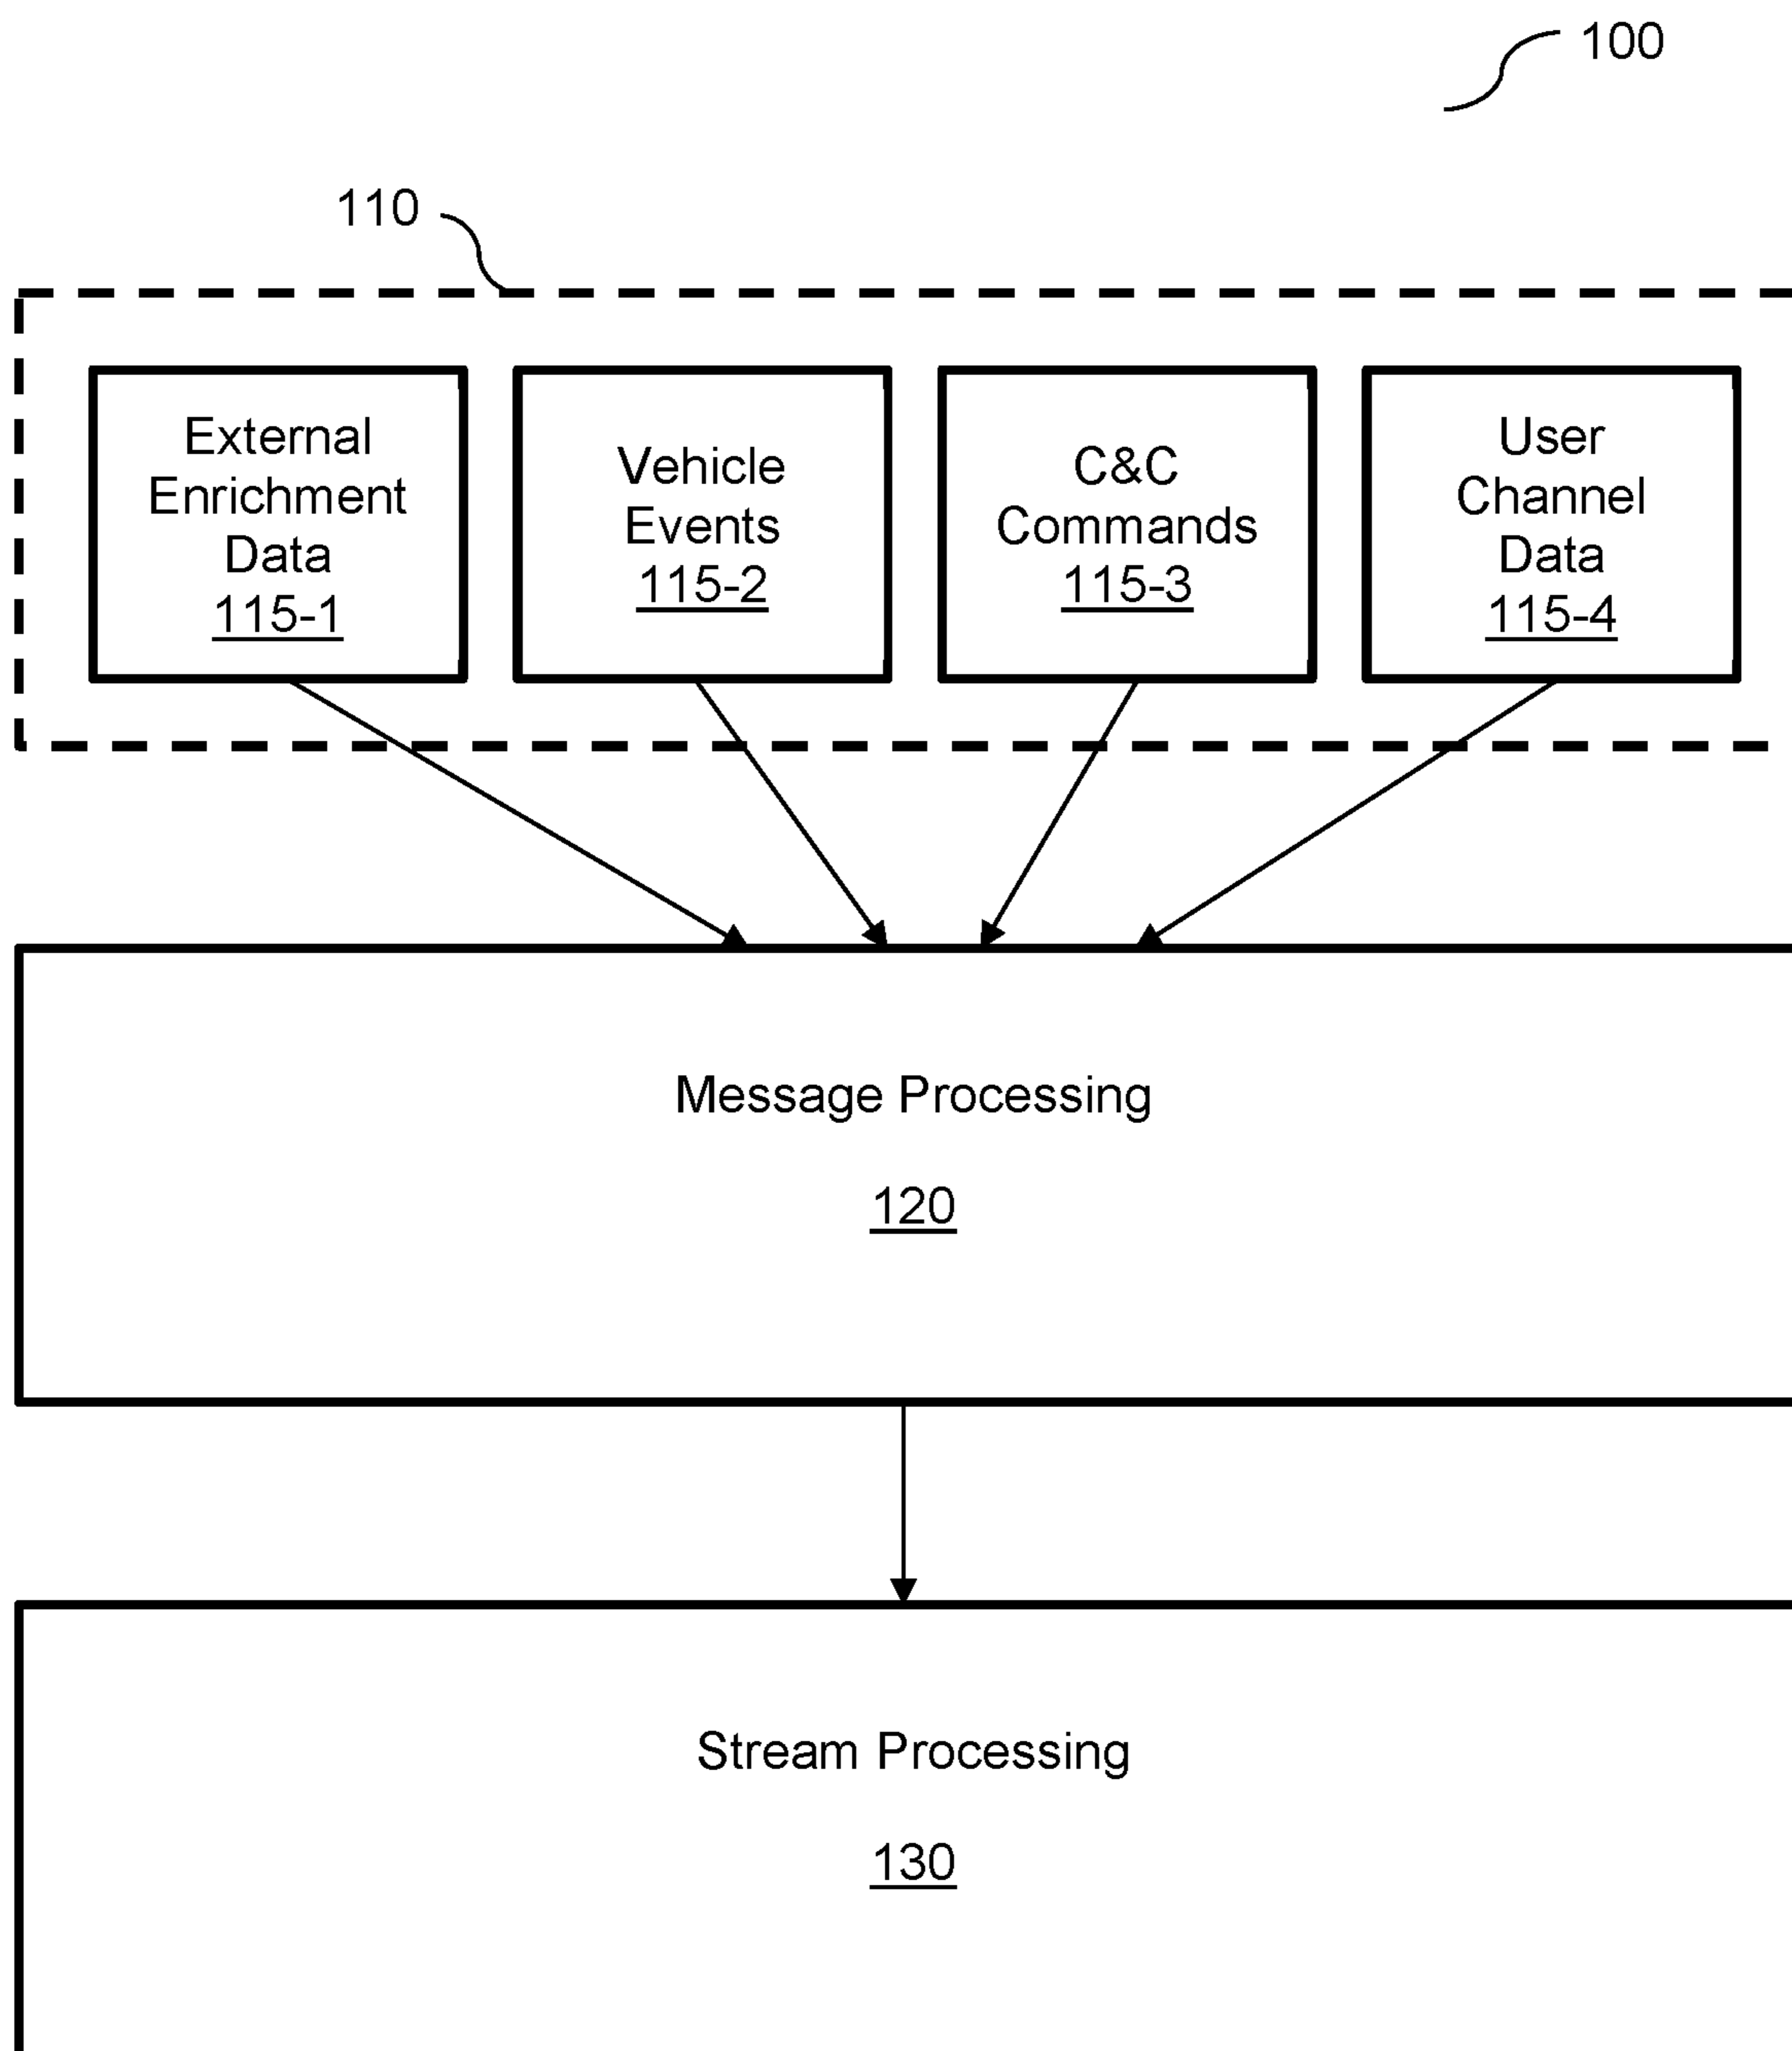 100
110
External
Enrichment
Data
115-1
Vehicle
Events
115-2
C&C
Commands
115-3
User
Channel
Data
115-4
Message Processing
120
Stream Processing
130